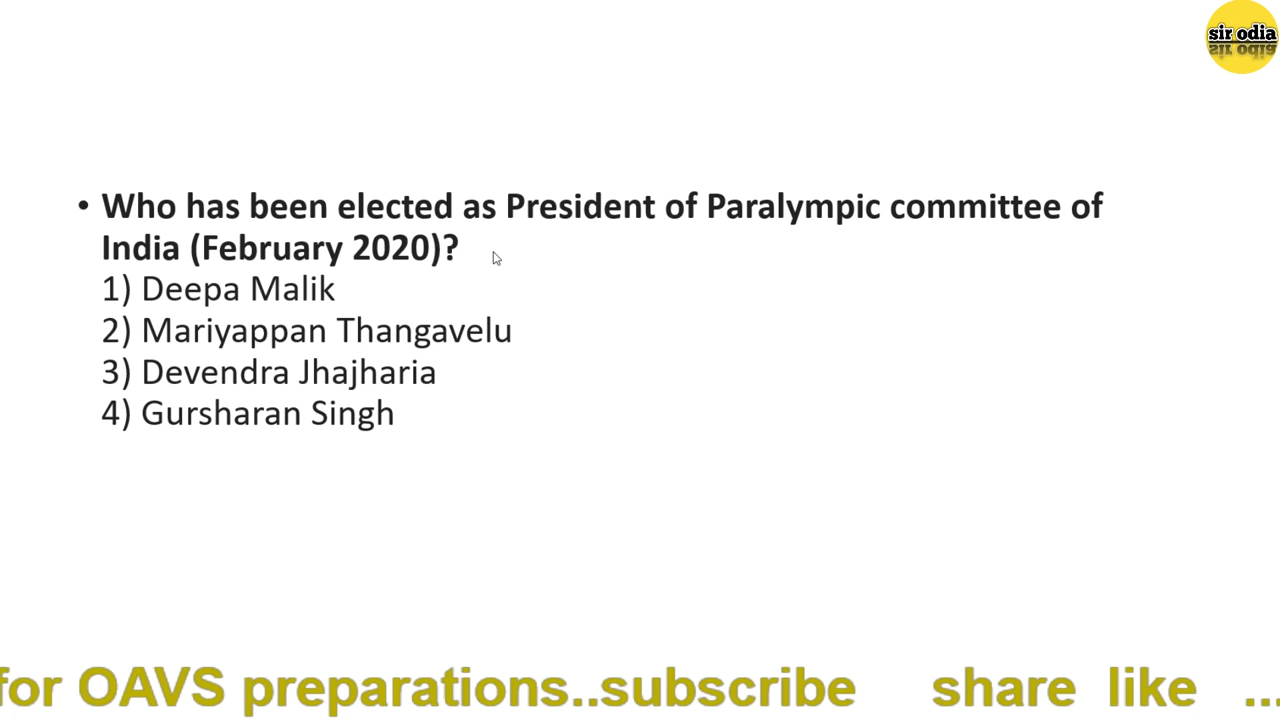 sir odia
• Who has been elected as President of Paralympic committee of
India (February 2020)?
1) Deepa Malik
2) Mariyappan Thangavelu
3) Devendra Jhajharia
4) Gursharan Singh
for OAVS preparations..subscribe share like ...